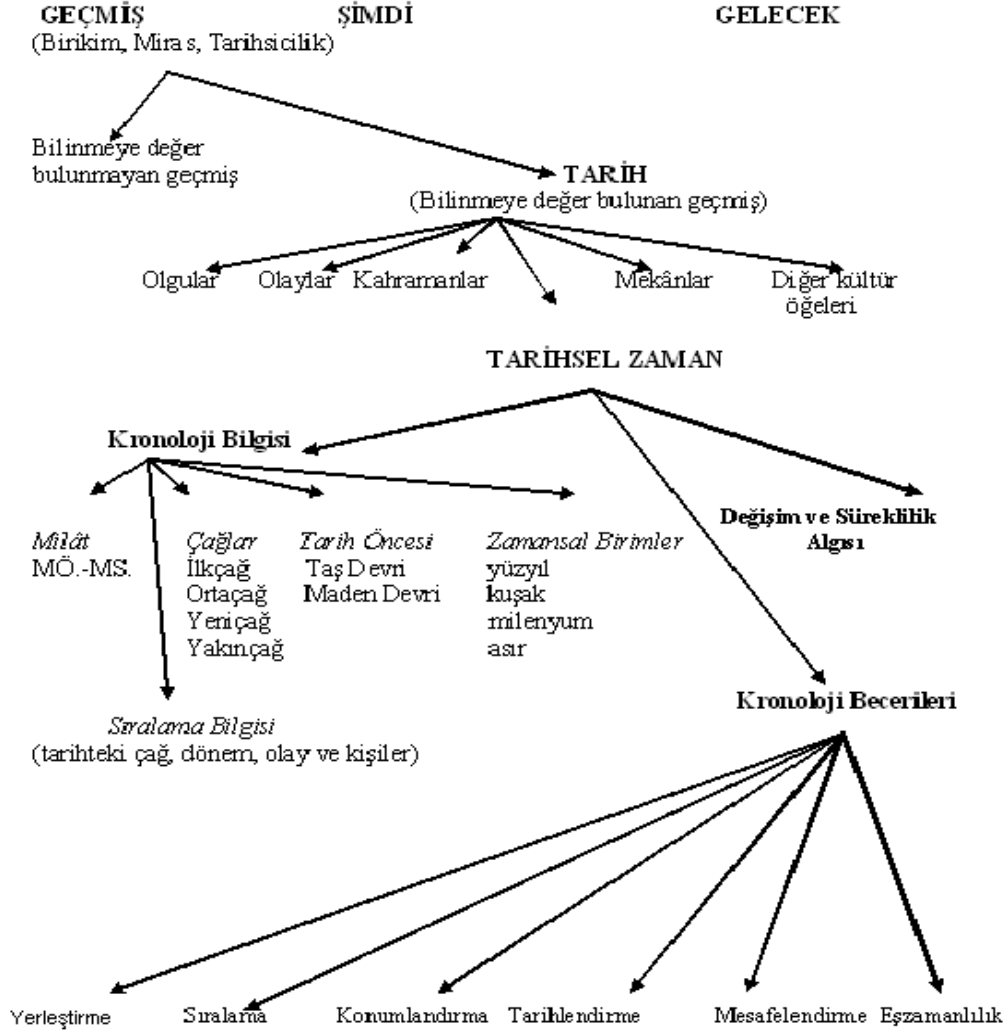 GEÇMİŞ ŞİMDİ GELECEK
(Birikim, Miras, Tarihsicilik)
Bilinmeye değer
bulunmayan geçmiş
TARİH
(Bilinmeye değer bulunan geçmiş)
Olgular Olaylar Kahramanlar Mekânlar Diğer kültür
öğeleri
TARİHSEL ZAMAN
Kronoloji Bilgisi
Değişim ve Süreklilik
Algısı
Milât Çağlar Tarih Öncesi Zamansal Birimler
MÖ.-MS. İlkçağ Taş Devri yüzyıl
Ortaçağ Maden Devri kuşak
Yeniçağ milenyum
Yakınçağ asır
Kronoloji Becerileri
Sıralama Bilgisi
(tarihteki çağ, dönem, olay ve kişiler)
Yerleştirme Sıralama Konumlandırma Tarihlendirme Mesafelendirme Eşzamanlılık